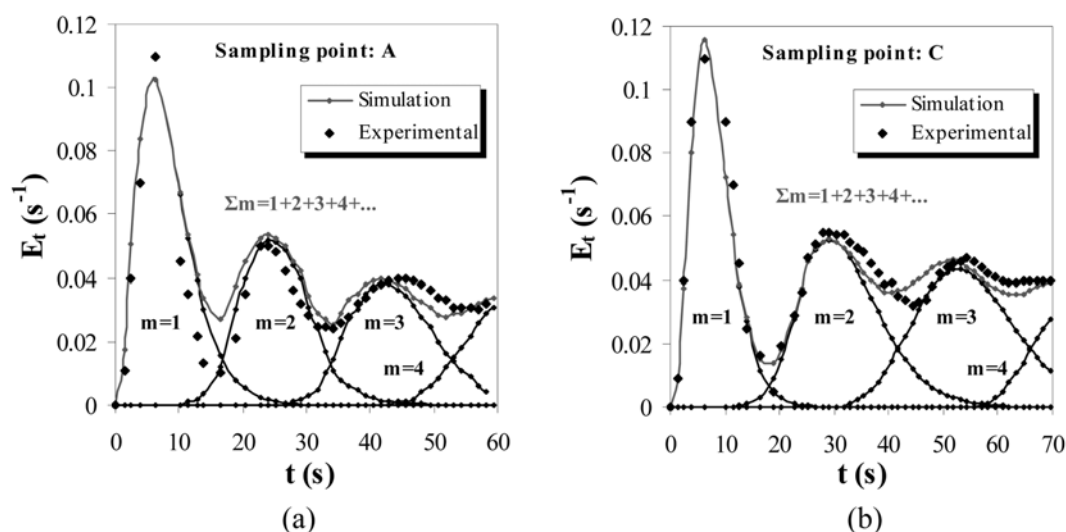 0.12
0.1
0.08
0.06
0.04
0.02
0
Eₜ (s⁻¹)
Sampling point: A
Simulation
Experimental
Σm=1+2+3+4+...
m=1
m=2
m=3
m=4
0 10 20 30 40 50 60
t (s)
(a)
0.12
0.1
0.08
0.06
0.04
0.02
0
Eₜ (s⁻¹)
Sampling point: C
Simulation
Experimental
Σm=1+2+3+4+...
m=1
m=2
m=3
m=4
0 10 20 30 40 50 60 70
t (s)
(b)